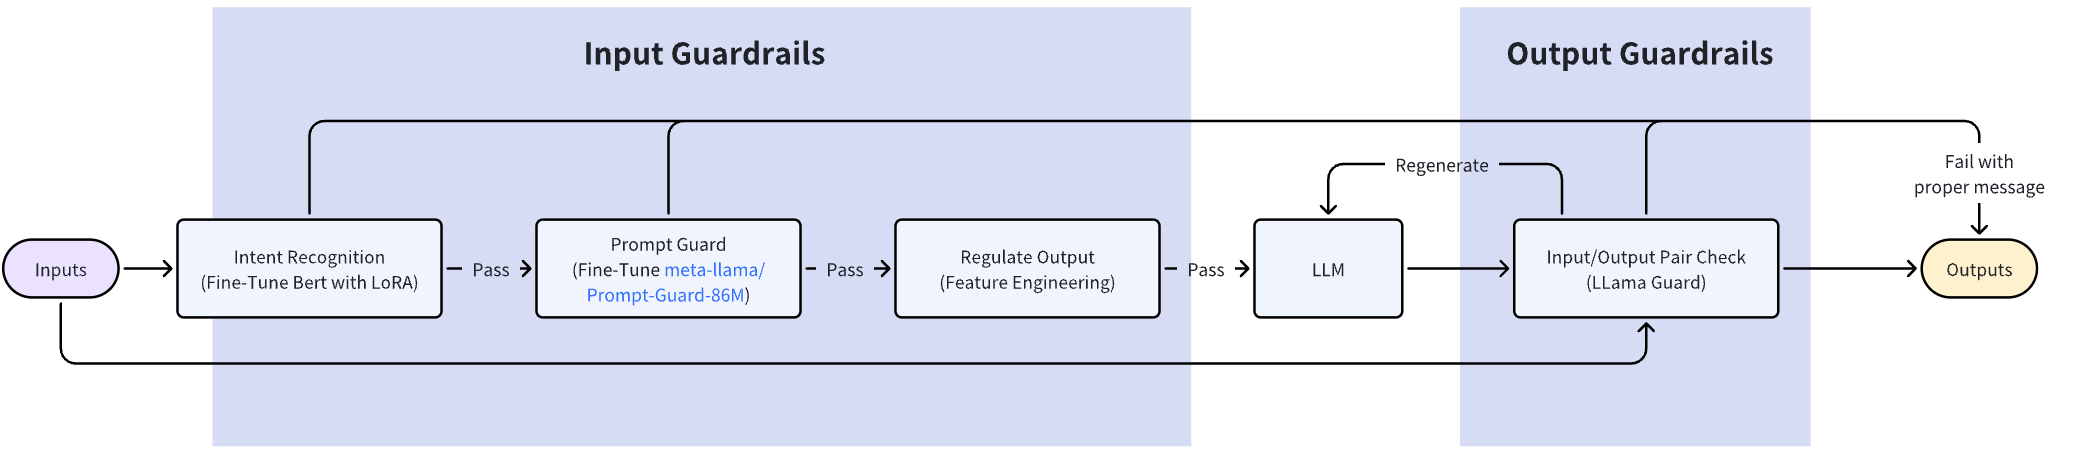 Input Guardrails
Output Guardrails
Regenerate
Fail with
proper message
Inputs
Intent Recognition
(Fine-Tune Bert with LoRA)
Pass
Prompt Guard
(Fine-Tune meta-llama/
Prompt-Guard-86M)
Pass
Regulate Output
(Feature Engineering)
Pass
LLM
Input/Output Pair Check
(LLama Guard)
Outputs